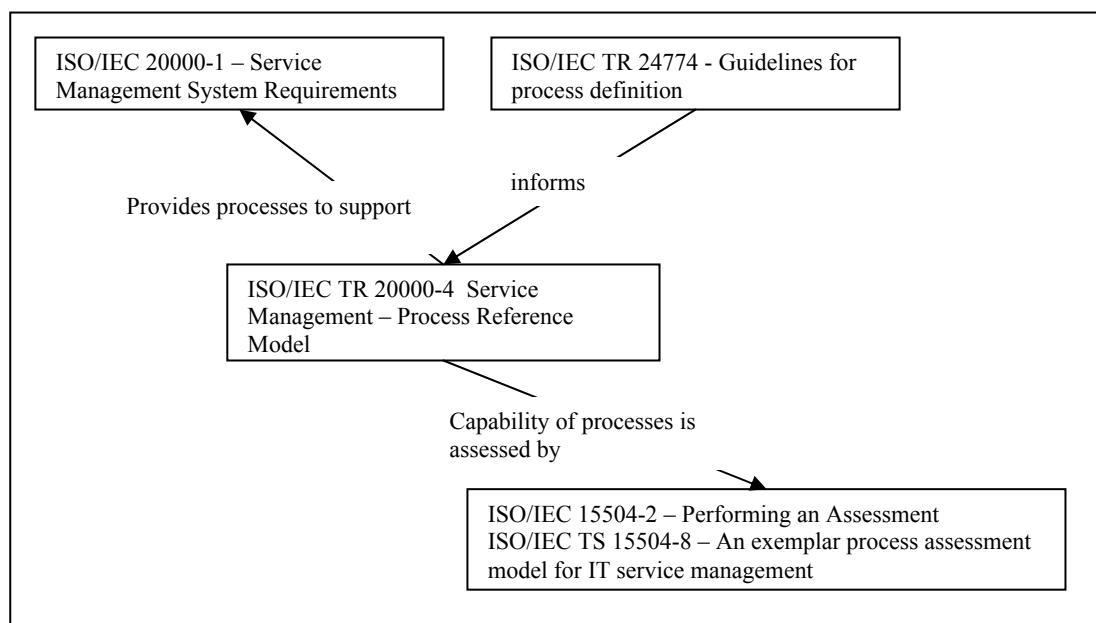 ISO/IEC 20000-1 – Service
Management System Requirements
ISO/IEC TR 24774 - Guidelines for
process definition
informs
Provides processes to support
ISO/IEC TR 20000-4  Service
Management – Process Reference
Model
Capability of processes is
assessed by
ISO/IEC 15504-2 – Performing an Assessment
ISO/IEC TS 15504-8 – An exemplar process assessment
model for IT service management